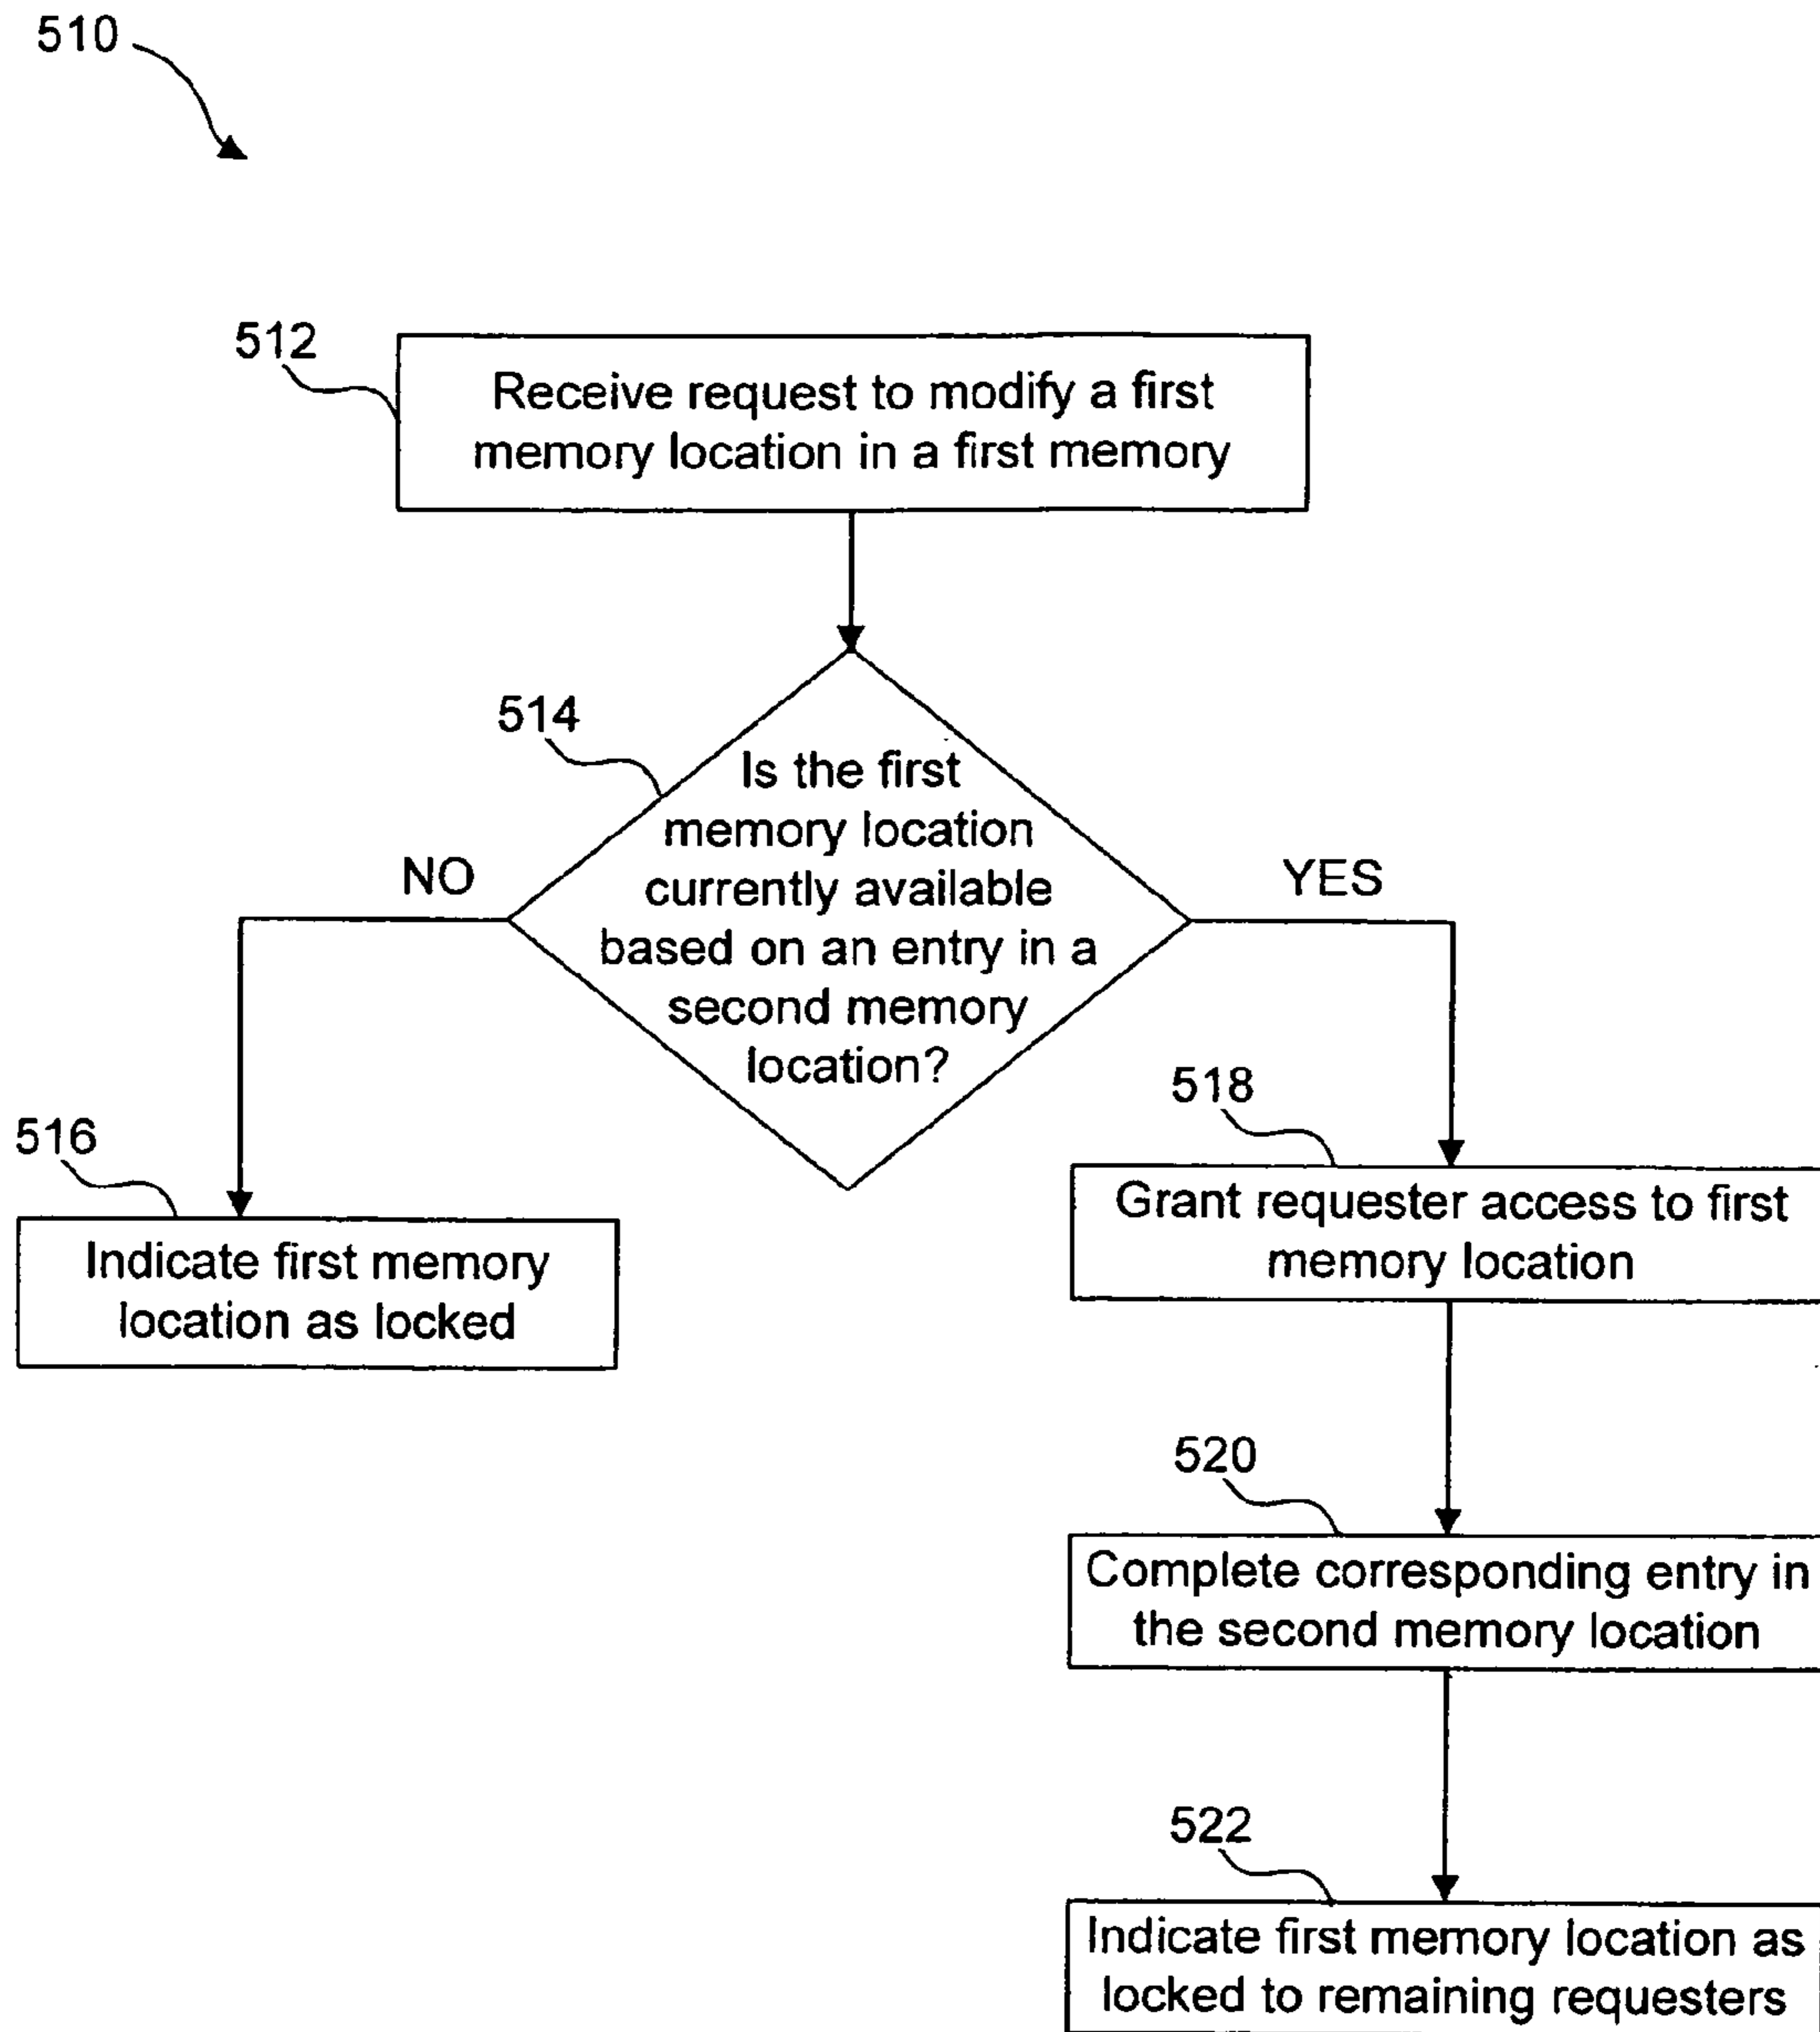 510
512
Receive request to modify a first
memory location in a first memory
514
Is the first
memory location
currently available
based on an entry in a
second memory
location?
NO
YES
516
Indicate first memory
location as locked
518
Grant requester access to first
memory location
520
Complete corresponding entry in
the second memory location
522
Indicate first memory location as
locked to remaining requesters